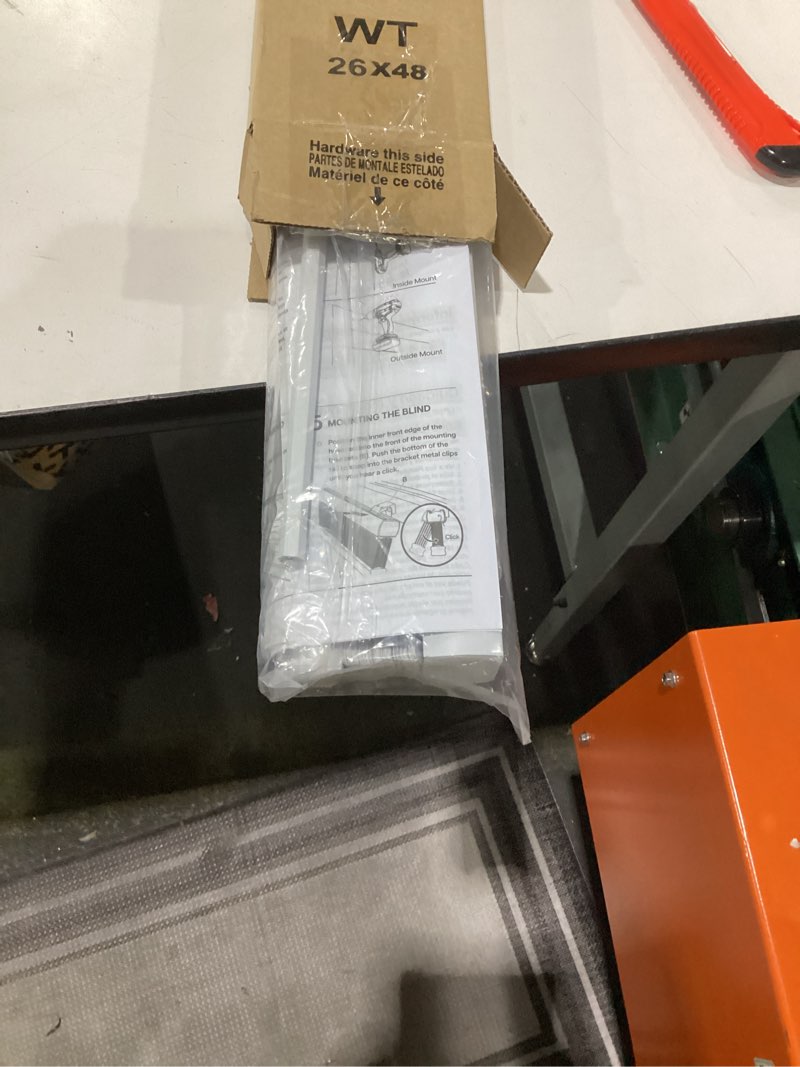 WT
26X48
Hardware this side
PARTES DE MONTALE ESTELADO
Matériel de ce côté
Inside Mount
Outside Mount
5 MOUNTING THE BLIND
inner front edge of the
the front of the mounting
Push the bottom of the
into the bracket metal clips
hear a click.
B
Click